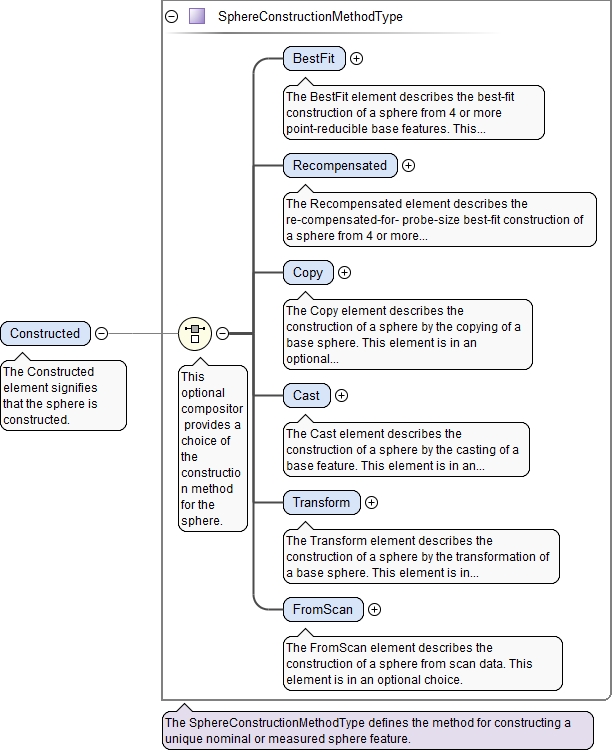 SphereConstructionMethodType
BestFit
The BestFit element describes the best-fit
construction of a sphere from 4 or more
point-reducible base features. This...
Recompensated
The Recompensated element describes the
re-compensated-for- probe-size best-fit construction of
a sphere from 4 or more...
Copy
The Copy element describes the
construction of a sphere by the copying of a
base sphere. This element is in an
optional...
Constructed
The Constructed
element signifies
that the sphere is
constructed.
This
optional
compositor
provides a
choice of
the
constructio
n method
for the
sphere.
Cast
The Cast element describes the
construction of a sphere by the casting of a
base feature. This element is in an...
Transform
The Transform element describes the
construction of a sphere by the transformation of
a base sphere. This element is in...
FromScan
The FromScan element describes the
construction of a sphere from scan data. This
element is in an optional choice.
The SphereConstructionMethodType defines the method for constructing a
unique nominal or measured sphere feature.